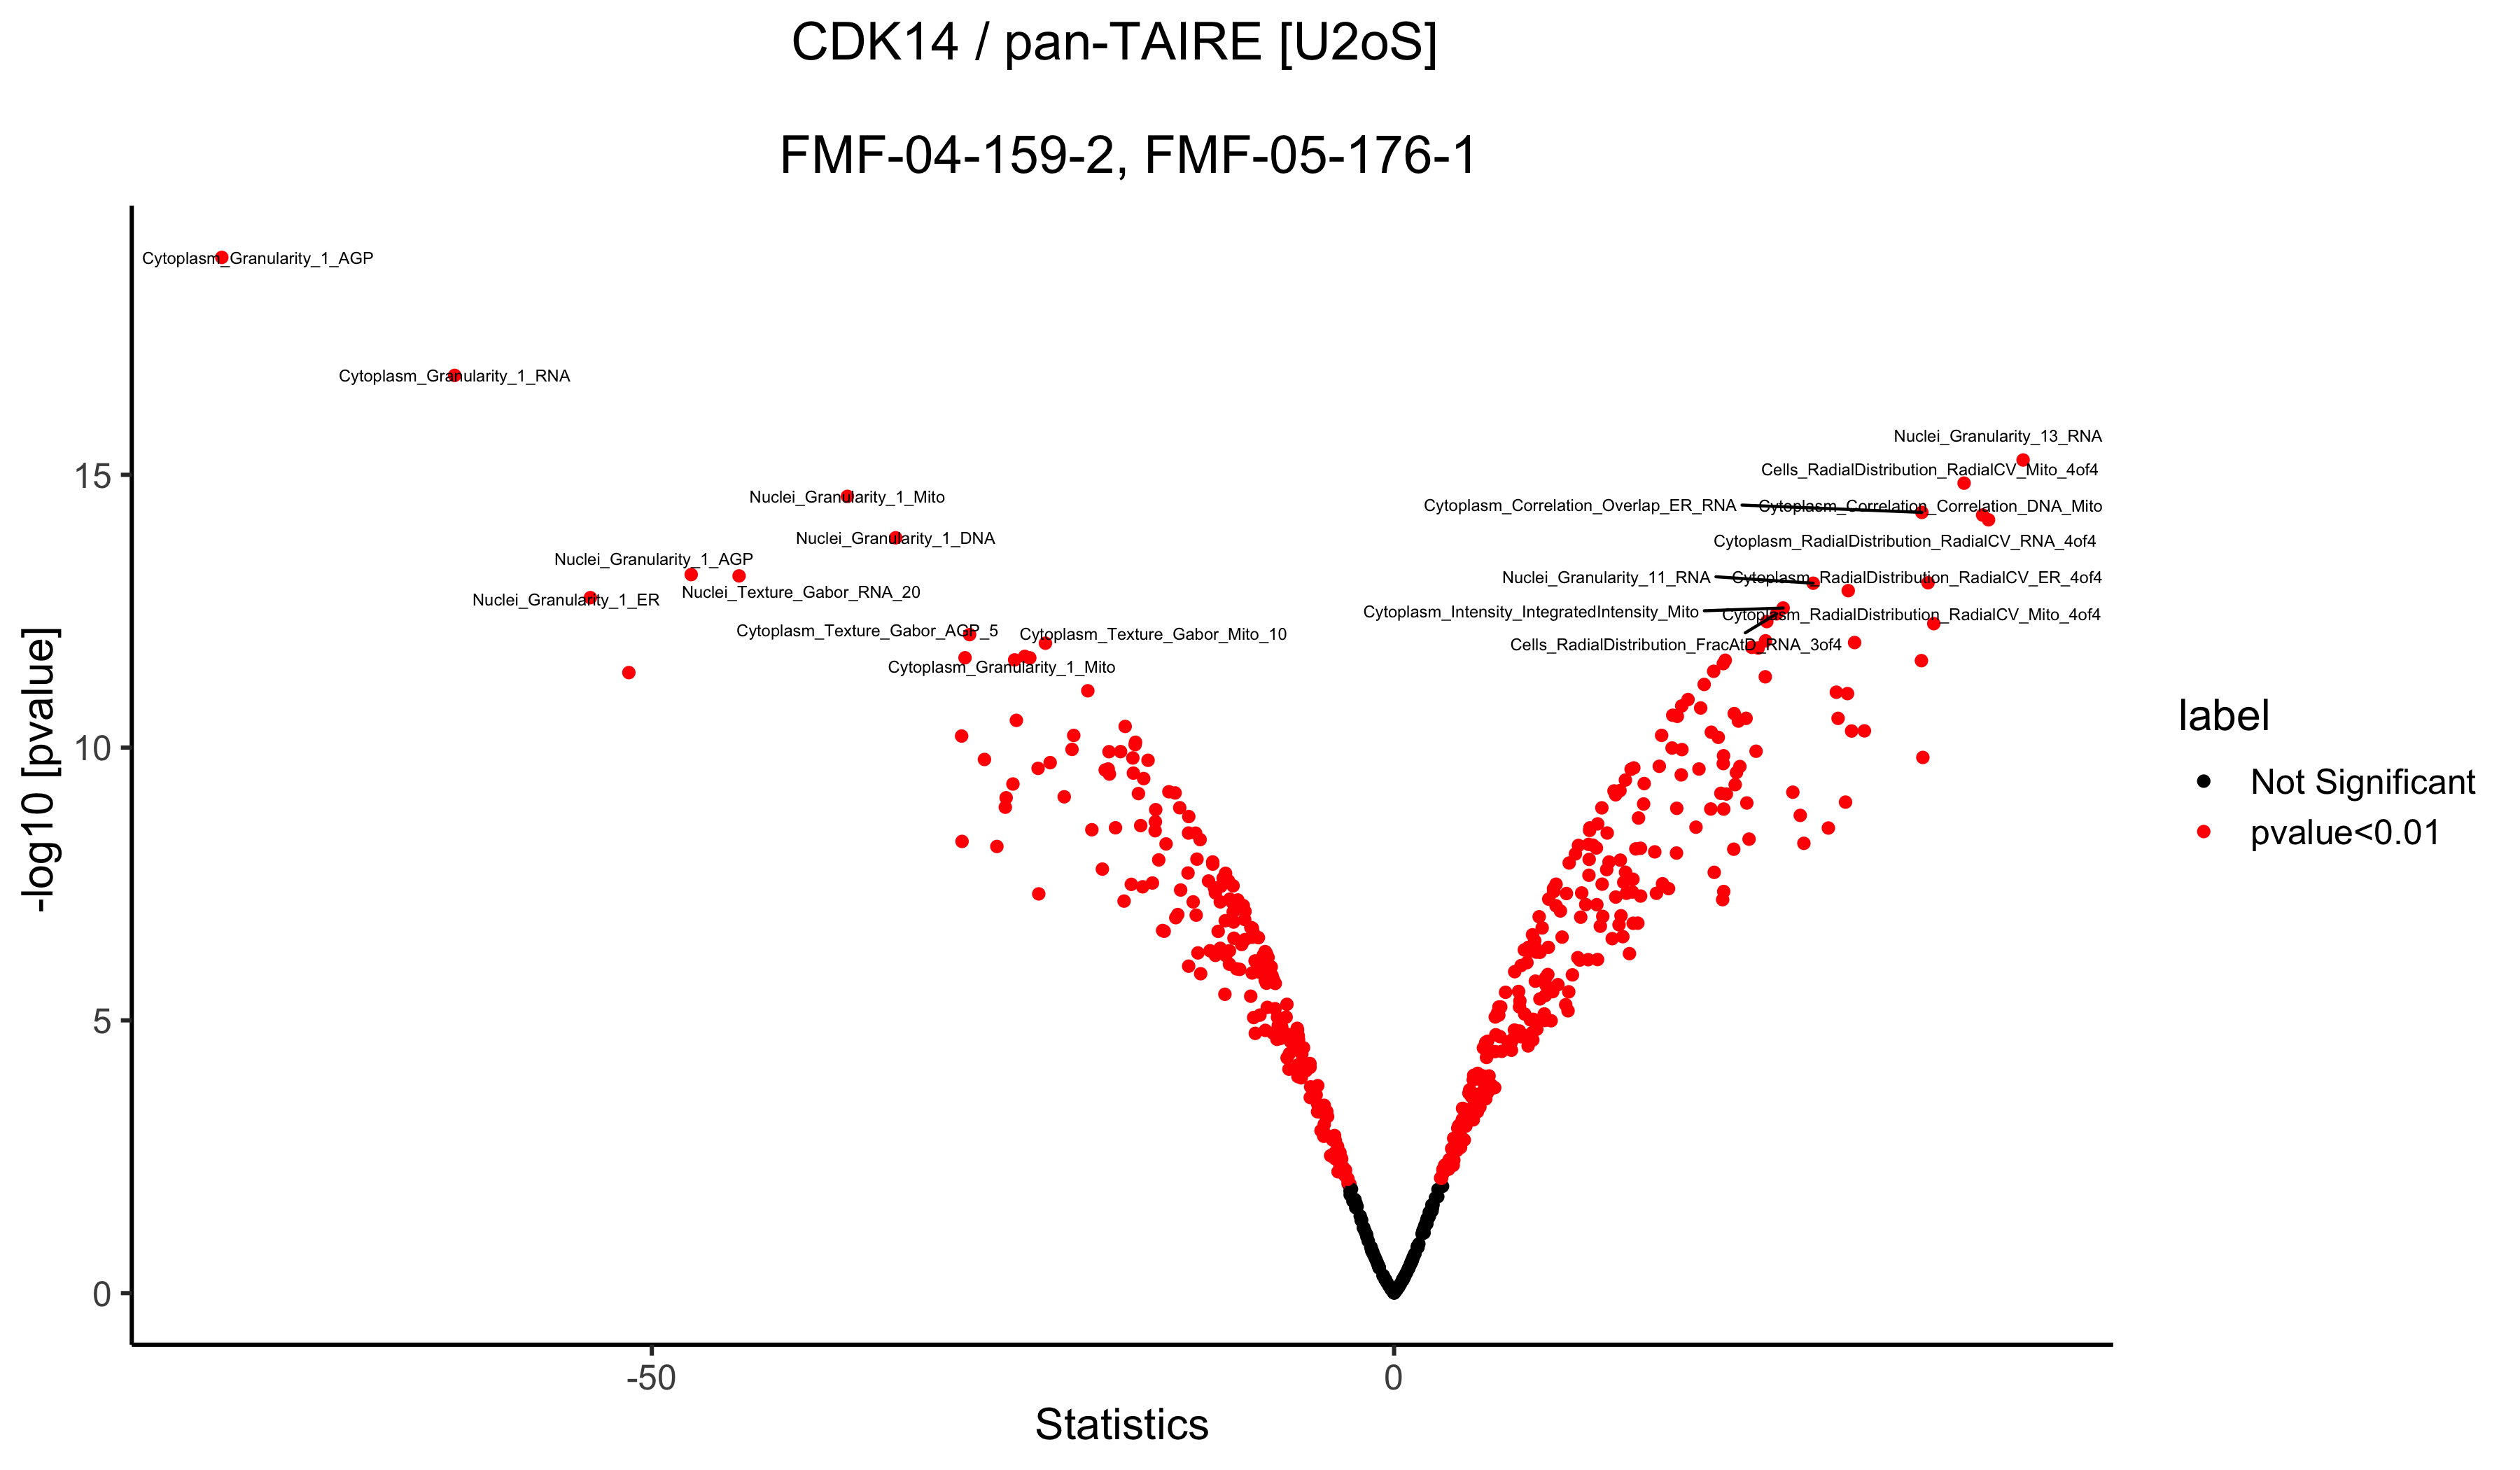 CDK14 / pan-TAIRE [U2oS]
FMF-04-159-2, FMF-05-176-1
Cytoplasm_Granularity_1_AGP
Cytoplasm_Granularity_1_RNA
Nuclei_Granularity_13_RNA
Cells_RadialDistribution_RadialCV_Mito_4of4
Nuclei_Granularity_1_Mito
Cytoplasm_Correlation_Overlap_ER_RNA
Cytoplasm_Correlation_Correlation_DNA_Mito
Nuclei_Granularity_1_DNA
Cytoplasm_RadialDistribution_RadialCV_RNA_4of4
Nuclei_Granularity_1_AGP
Nuclei_Granularity_11_RNA
Cytoplasm_RadialDistribution_RadialCV_ER_4of4
Nuclei_Texture_Gabor_RNA_20
Nuclei_Granularity_1_ER
Cytoplasm_Intensity_IntegratedIntensity_Mito
Cytoplasm_RadialDistribution_RadialCV_Mito_4of4
Cytoplasm_Texture_Gabor_AGP_5
Cytoplasm_Texture_Gabor_Mito_10
Cells_RadialDistribution_FracAtD_RNA_3of4
Cytoplasm_Granularity_1_Mito
15
10
5
0
-log10 [pvalue]
-50
0
Statistics
label
Not Significant
pvalue<0.01